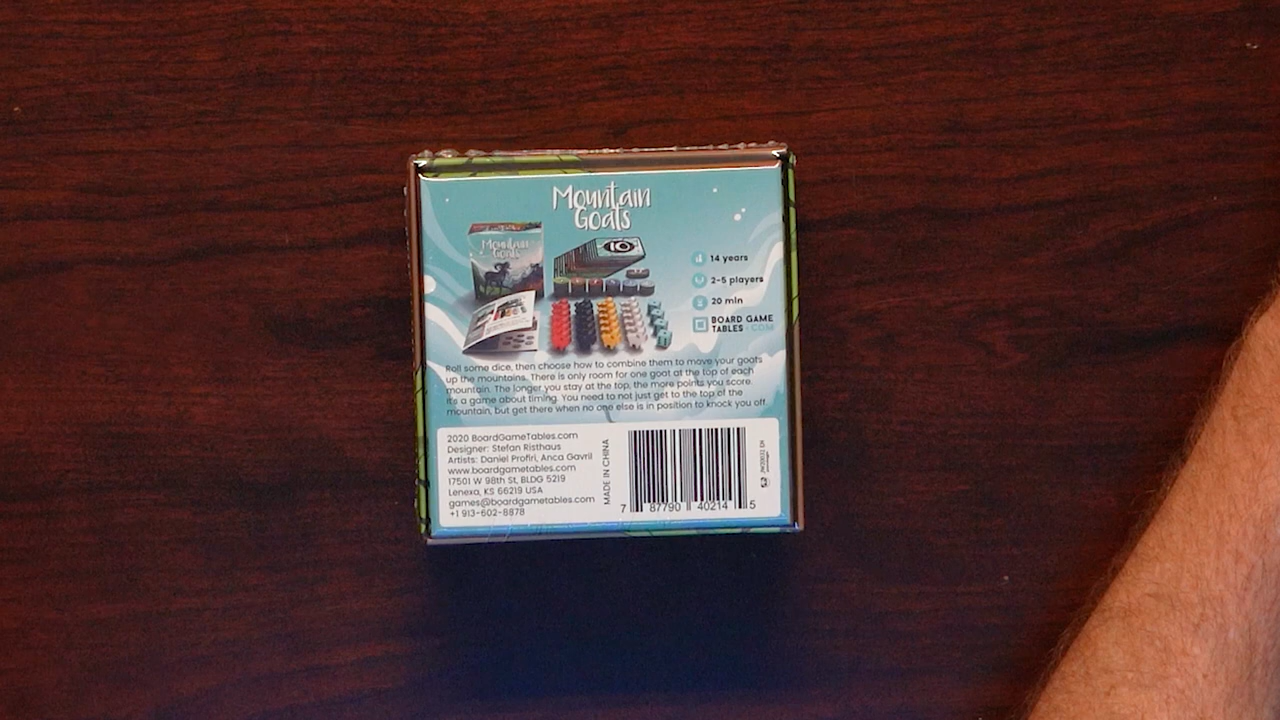 Mountain
Goats
Mountain
Goats
10
14 years
2-5 players
20 min
BOARD GAME
TABLES.COM
Roll some dice, then choose how to combine them to move your goats
up the mountains. There is only room for one goat at the top of each
mountain. The longer you stay at the top, the more points you score.
It's a game about timing. You need to not just get to the top of the
mountain, but get there when no one else is in position to knock you off.
2020 BoardGameTables.com
Designer: Stefan Risthaus
Artists: Daniel Profiri, Anca Gavril
www.boardgametables.com
17501 W 98th St, BLDG 5219
Lenexa, KS 66219 USA
games@boardgametables.com
+1 913-602-8878
MADE IN CHINA
7 87790 40214 5